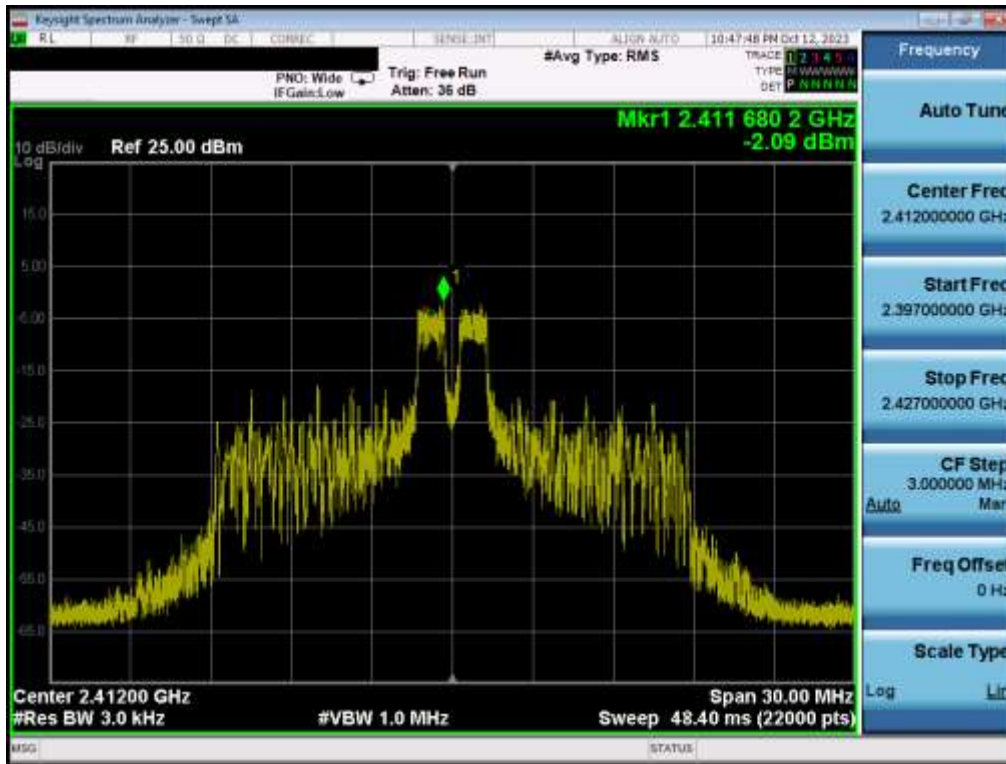 Keysight Spectrum Analyzer - Swept SA
RL RF 50 Ω DC CORREC SENSE:INT ALIGN AUTO 10:47:48 PM Oct 12, 2023
#Avg Type: RMS TRACE 1 2 3 4 5 6
PNO: Wide Trig: Free Run TYPE M WWWWW
IFGain:Low Atten: 36 dB DET P N N N N N
Mkr1 2.411 680 2 GHz
10 dB/div Ref 25.00 dBm -2.09 dBm
Log
15.0
5.00
-5.00
-15.0
-25.0
-35.0
-45.0
-55.0
-65.0
1
Center 2.41200 GHz Span 30.00 MHz
#Res BW 3.0 kHz #VBW 1.0 MHz Sweep 48.40 ms (22000 pts)
MSG STATUS
Frequency
Auto Tune
Center Freq
2.412000000 GHz
Start Freq
2.397000000 GHz
Stop Freq
2.427000000 GHz
CF Step
3.000000 MHz
Auto Man
Freq Offset
0 Hz
Scale Type
Log Lin